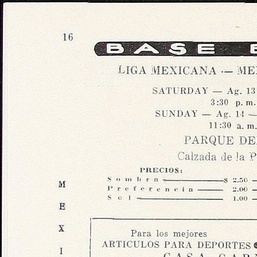 16
BASE
LIGA MEXICANA —
SATURDAY — Ag. 13
3:30 p. m.
SUNDAY — Ag. 14 —
11:30 a. m.
PARQUE DE
Calzada de la P
PRECIOS:
Sombra — $ 2.50
Preferencia — 2.00
Sol — 1.00
M
E
X
I
Para los mejores
ARTICULOS PARA DEPORTES